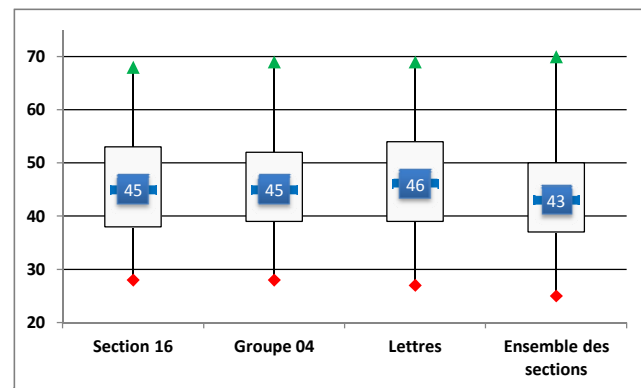 70
60
50
40
30
20
45
45
46
43
Section 16
Groupe 04
Lettres
Ensemble des
sections